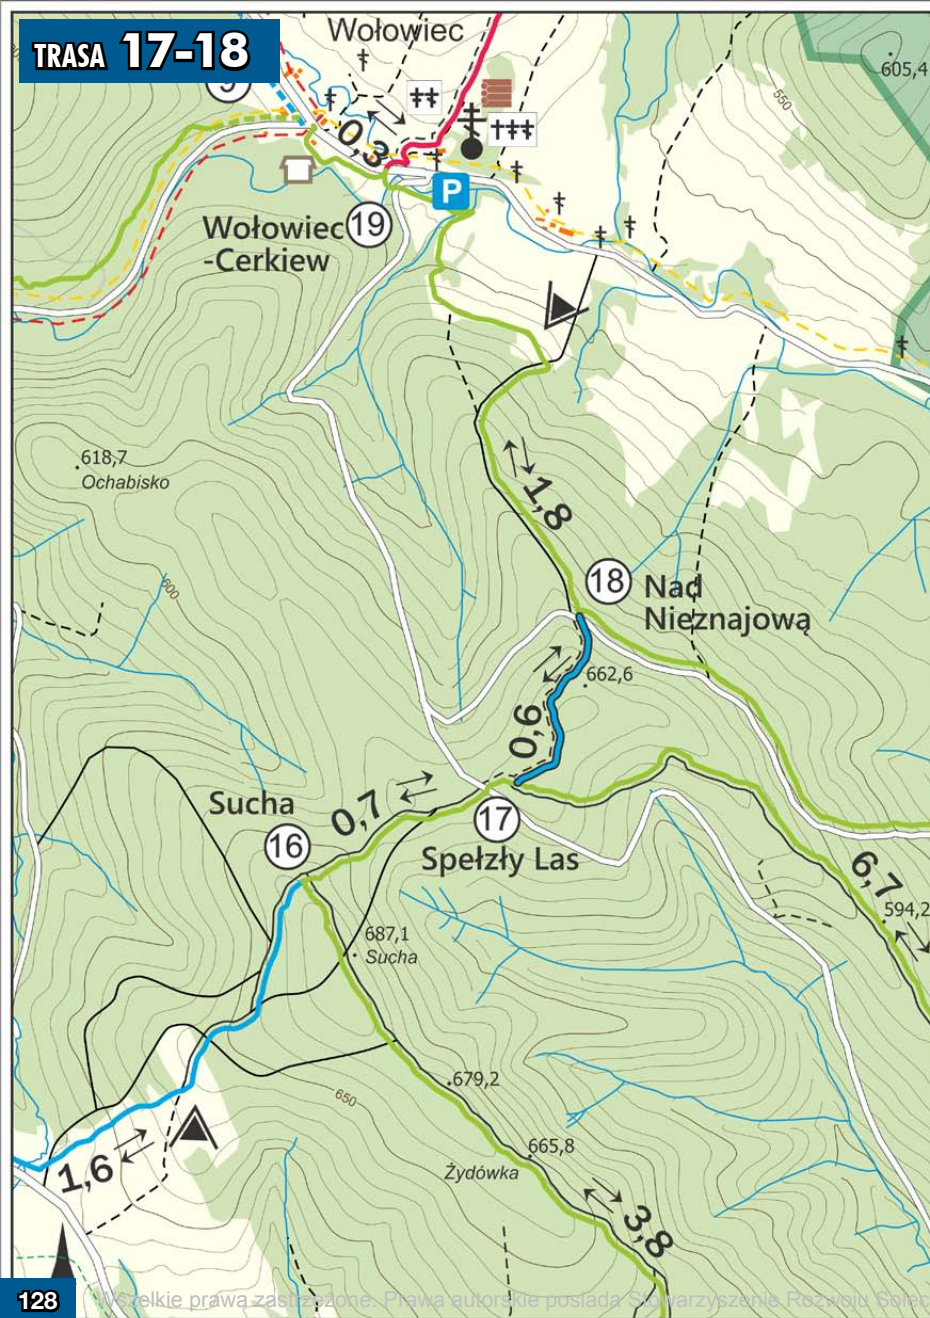 TRASA 17-18
Wołowiec
605,4
550
0,3
P
19
Wołowiec
-Cerkiew
618,7
Ochabisko
1,8
600
18
Nad
Nieznajową
662,6
0,6
Sucha
0,7
16
17
Spełzły Las
6,7
594,2
687,1
Sucha
679,2
650
665,8
Żydówka
1,6
3,8
128
Wszelkie prawa zastrzeżone. Prawa autorskie posiada Stowarzyszenie Rozwoju Sołec